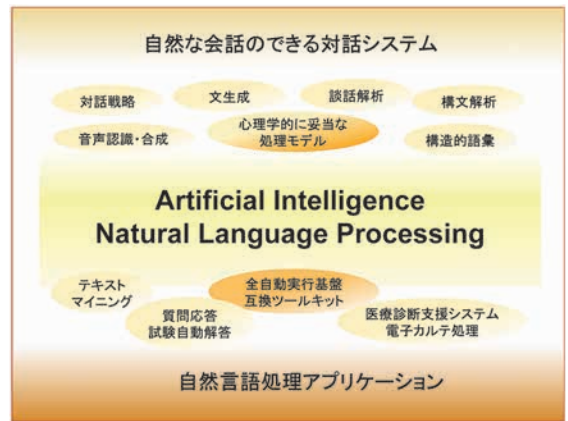 自然な会話のできる対話システム
対話戦略
文生成
談話解析
構文解析
音声認識・合成
心理学的に妥当な
処理モデル
構造的語彙
Artificial Intelligence
Natural Language Processing
テキスト
マイニング
質問応答
試験自動解答
全自動実行基盤
互換ツールキット
医療診断支援システム
電子カルテ処理
自然言語処理アプリケーション